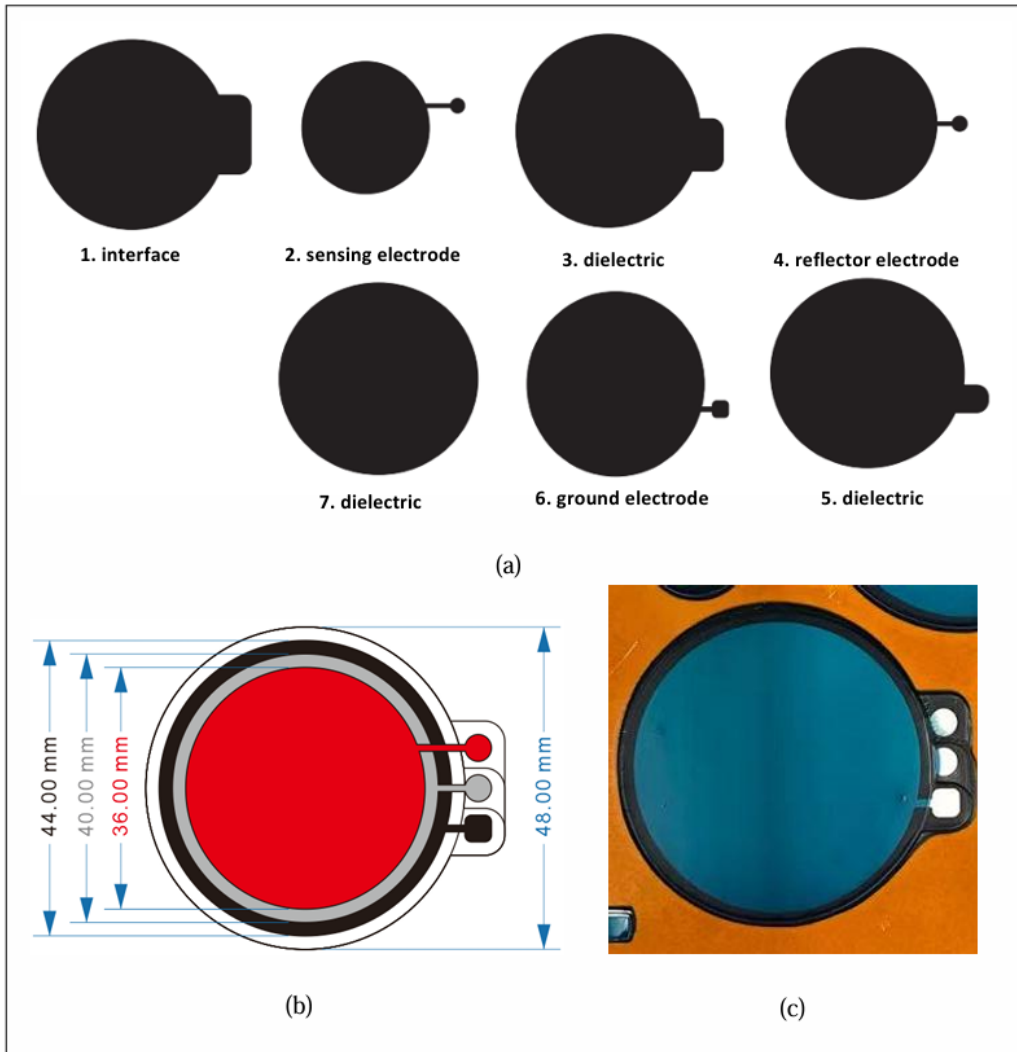 1. interface
2. sensing electrode
3. dielectric
4. reflector electrode
7. dielectric
6. ground electrode
5. dielectric
(a)
44.00 mm
40.00 mm
36.00 mm
48.00 mm
(b)
(c)